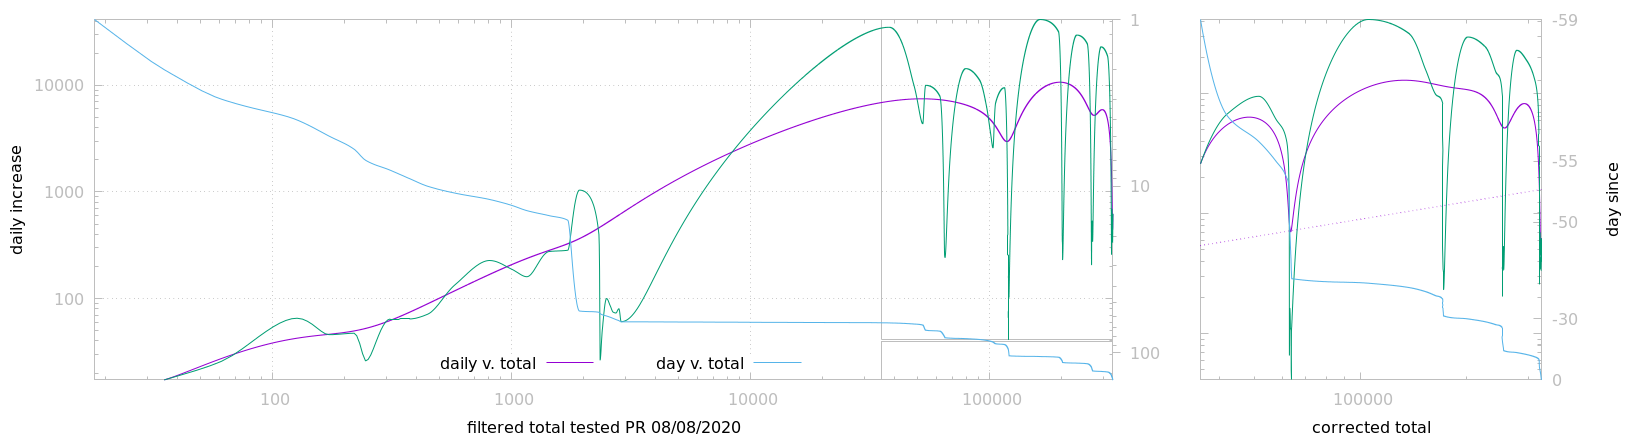 daily increase
10000
1000
100
100
1000
10000
100000
filtered total tested PR 08/08/2020
daily v. total
day v. total
1
10
100
-59
-55
-50
-30
0
day since
100000
corrected total